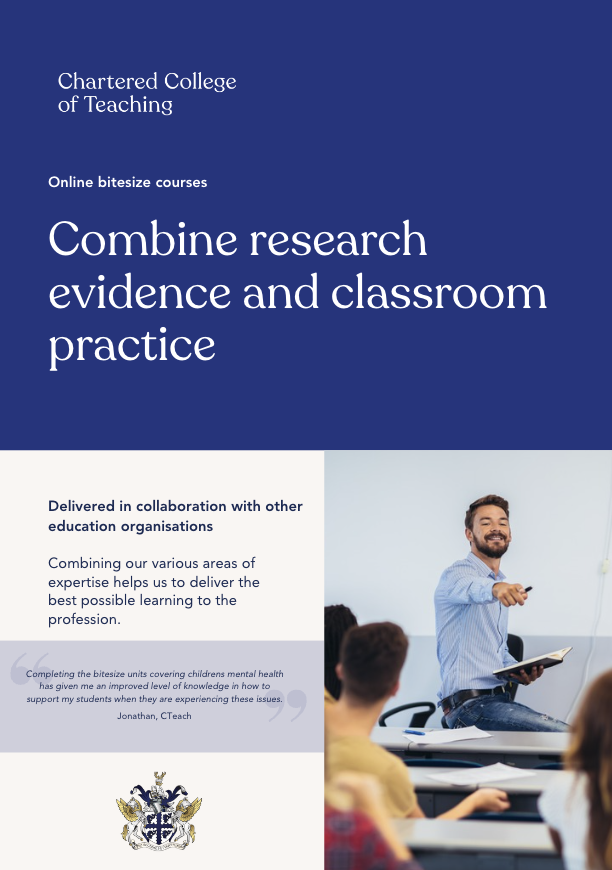 Chartered College
of Teaching
Online bitesize courses
Combine research
evidence and classroom
practice
Delivered in collaboration with other
education organisations
Combining our various areas of
expertise helps us to deliver the
best possible learning to the
profession.
“
Completing the bitesize units covering childrens mental health
has given me an improved level of knowledge in how to
support my students when they are experiencing these issues.
”
Jonathan, CTeach